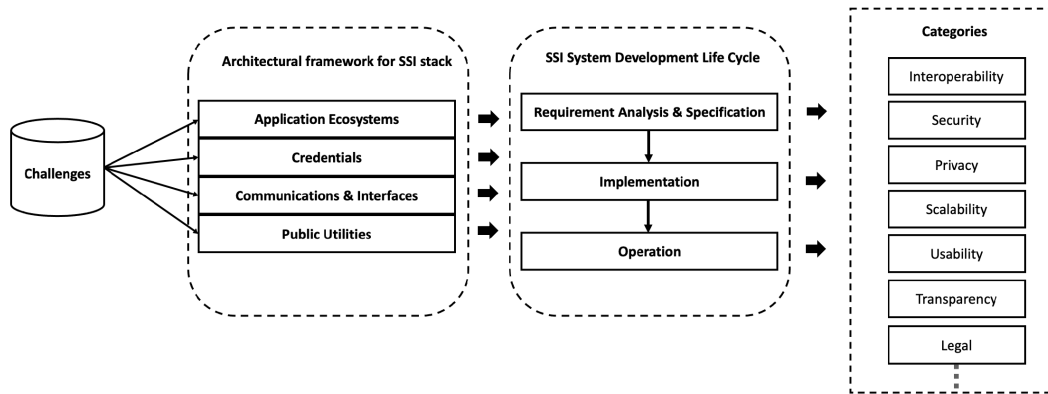 Challenges
Architectural framework for SSI stack
Application Ecosystems
Credentials
Communications & Interfaces
Public Utilities
SSI System Development Life Cycle
Requirement Analysis & Specification
Implementation
Operation
Categories
Interoperability
Security
Privacy
Scalability
Usability
Transparency
Legal